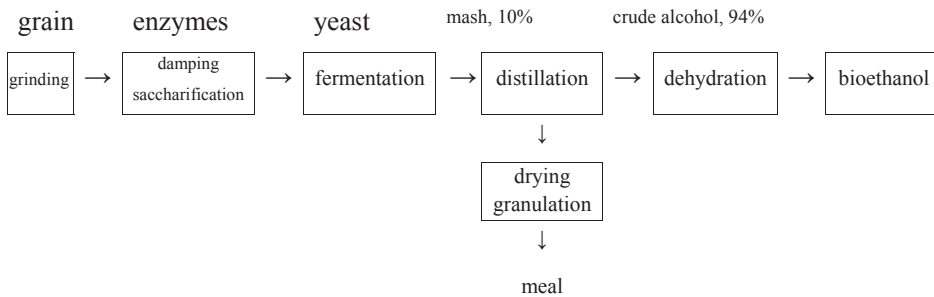 grain
enzymes
yeast
mash, 10%
crude alcohol, 94%
grinding
→
damping
saccharification
→
fermentation
→
distillation
→
dehydration
→
bioethanol
↓
drying
granulation
↓
meal